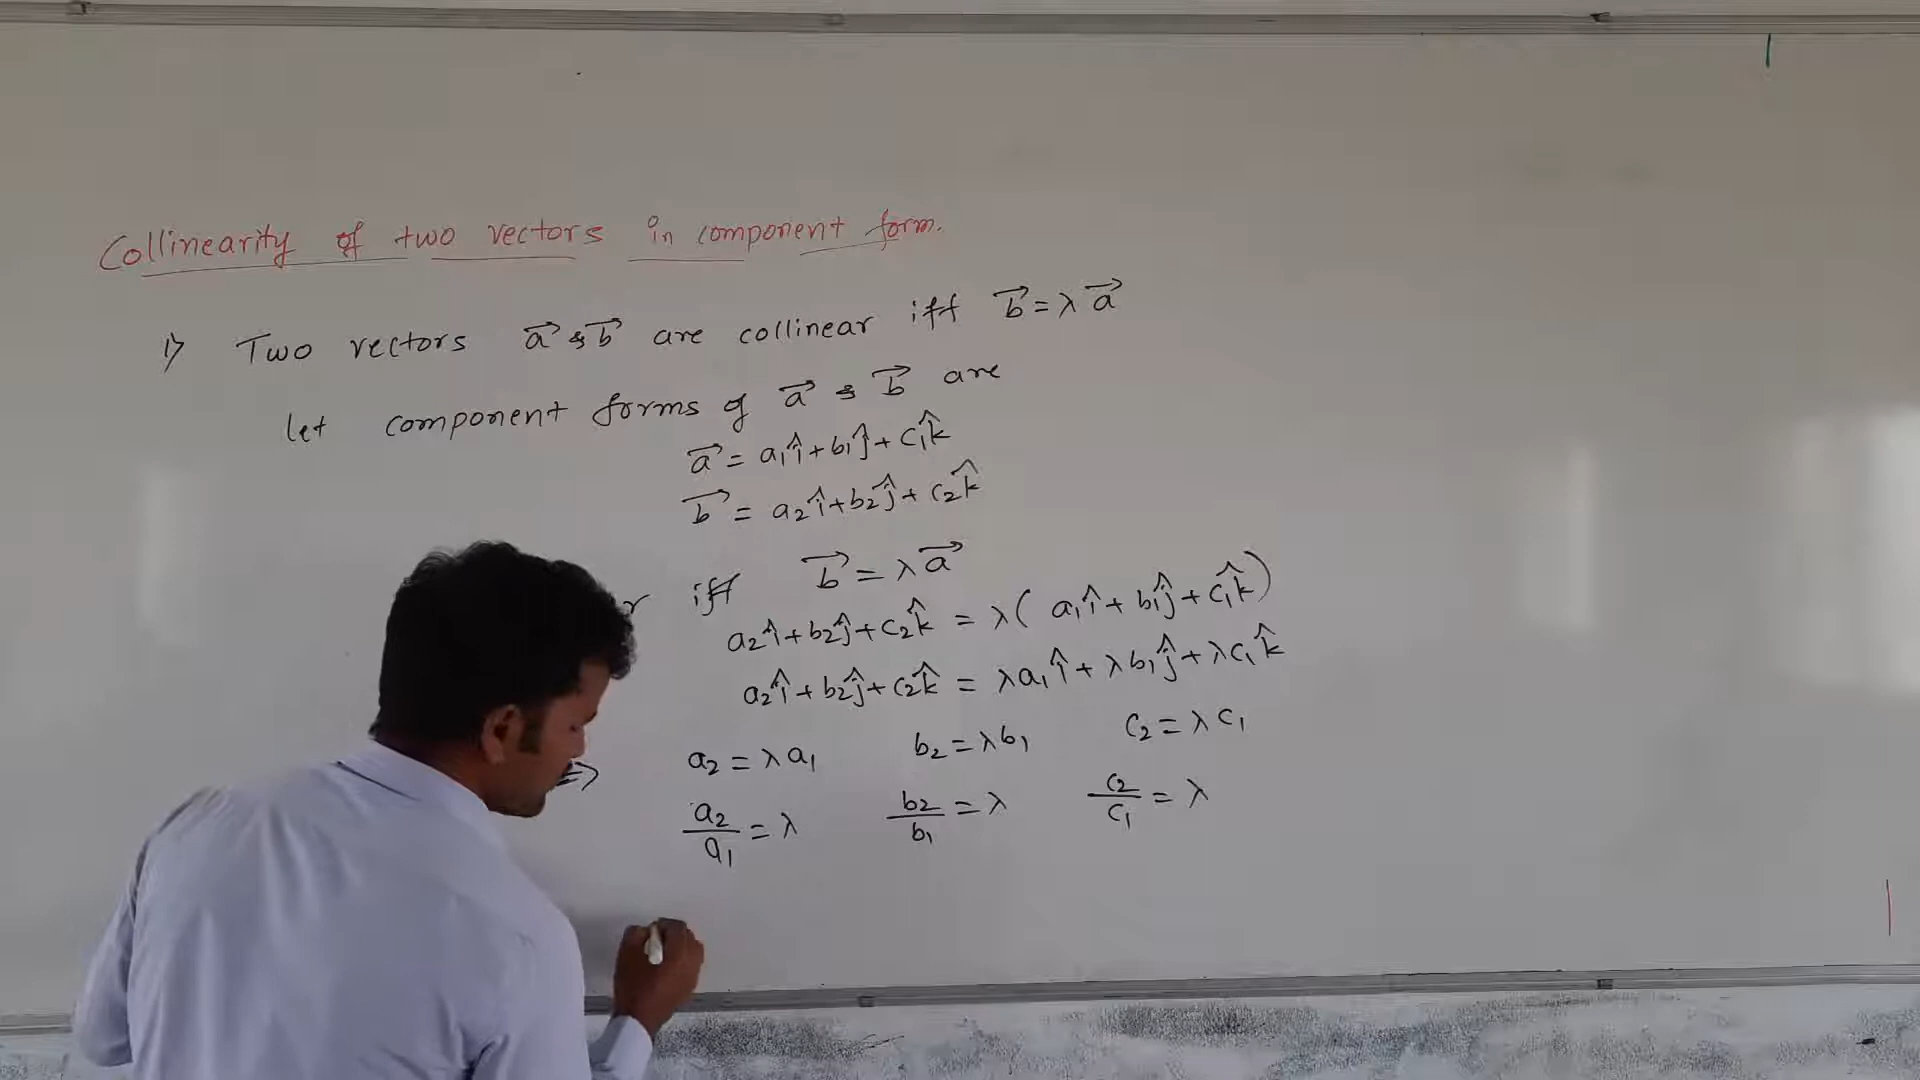 Collinearity of two vectors in component form.
1) Two vectors a⃗ & b⃗ are collinear iff b⃗ = λ a⃗
let component forms of a⃗ & b⃗ are
a⃗ = a₁î + b₁ĵ + c₁k̂
b⃗ = a₂î + b₂ĵ + c₂k̂
iff b⃗ = λ a⃗
a₂î + b₂ĵ + c₂k̂ = λ( a₁î + b₁ĵ + c₁k̂ )
a₂î + b₂ĵ + c₂k̂ = λa₁î + λb₁ĵ + λc₁k̂
⇒ a₂ = λa₁ b₂ = λb₁ c₂ = λc₁
a₂/a₁ = λ b₂/b₁ = λ c₂/c₁ = λ